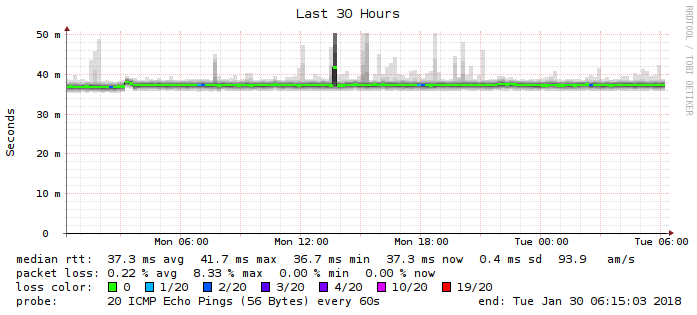 Last 30 Hours
RRDTOOL / TOBI OETIKER
Seconds
50 m
40 m
30 m
20 m
10 m
0
Mon 06:00 Mon 12:00 Mon 18:00 Tue 00:00 Tue 06:00
median rtt: 37.3 ms avg 41.7 ms max 36.7 ms min 37.3 ms now 0.4 ms sd 93.9 am/s
packet loss: 0.22 % avg 8.33 % max 0.00 % min 0.00 % now
loss color: 0 1/20 2/20 3/20 4/20 10/20 19/20
probe: 20 ICMP Echo Pings (56 Bytes) every 60s end: Tue Jan 30 06:15:03 2018